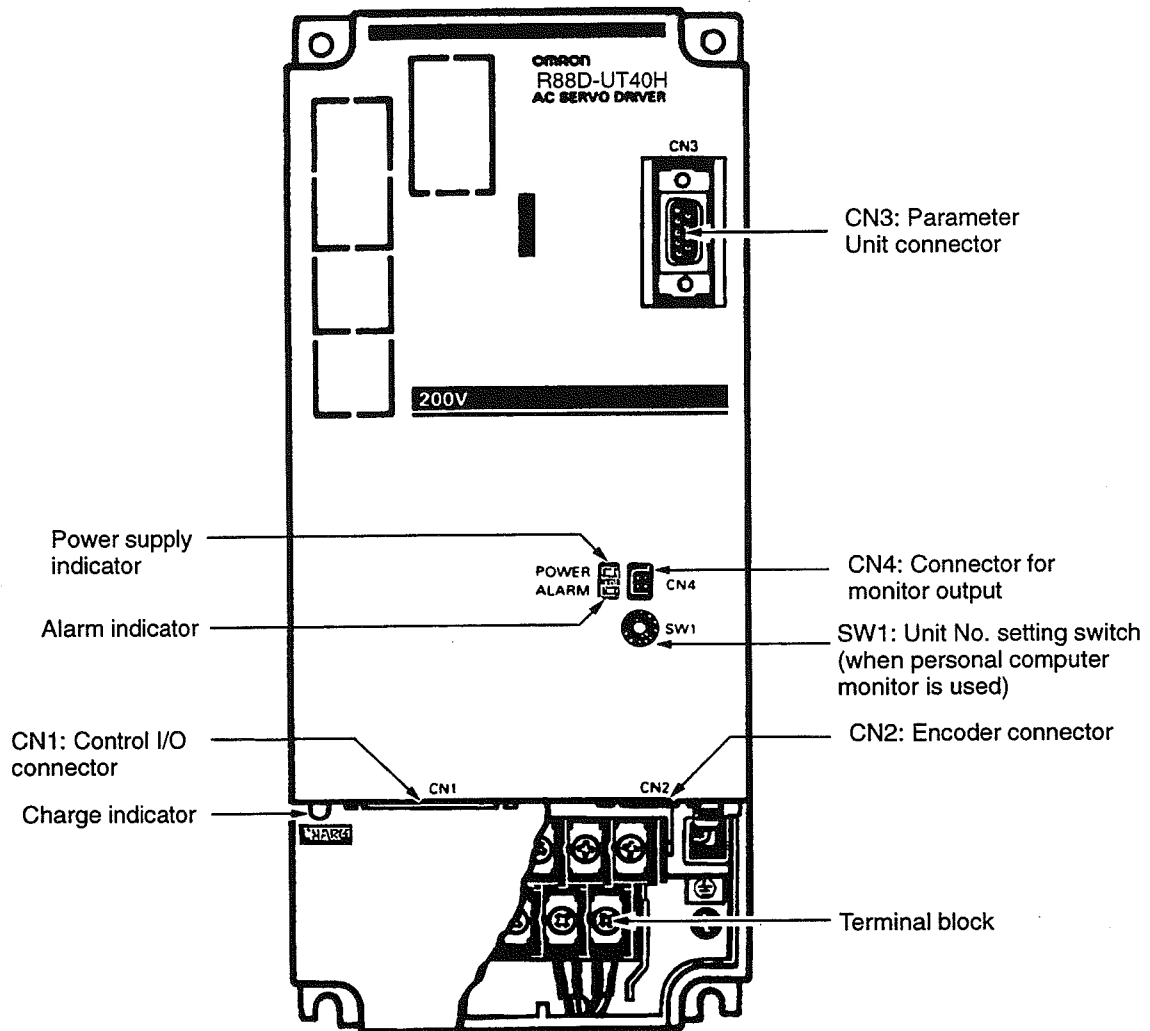 OMRON
R88D-UT40H
AC SERVO DRIVER
CN3
CN3: Parameter
Unit connector
200V
Power supply
indicator
POWER
ALARM
CN4
CN4: Connector for
monitor output
Alarm indicator
SW1
SW1: Unit No. setting switch
(when personal computer
monitor is used)
CN1: Control I/O
connector
CN2: Encoder connector
CN1
CN2
Charge indicator
CHARGE
Terminal block